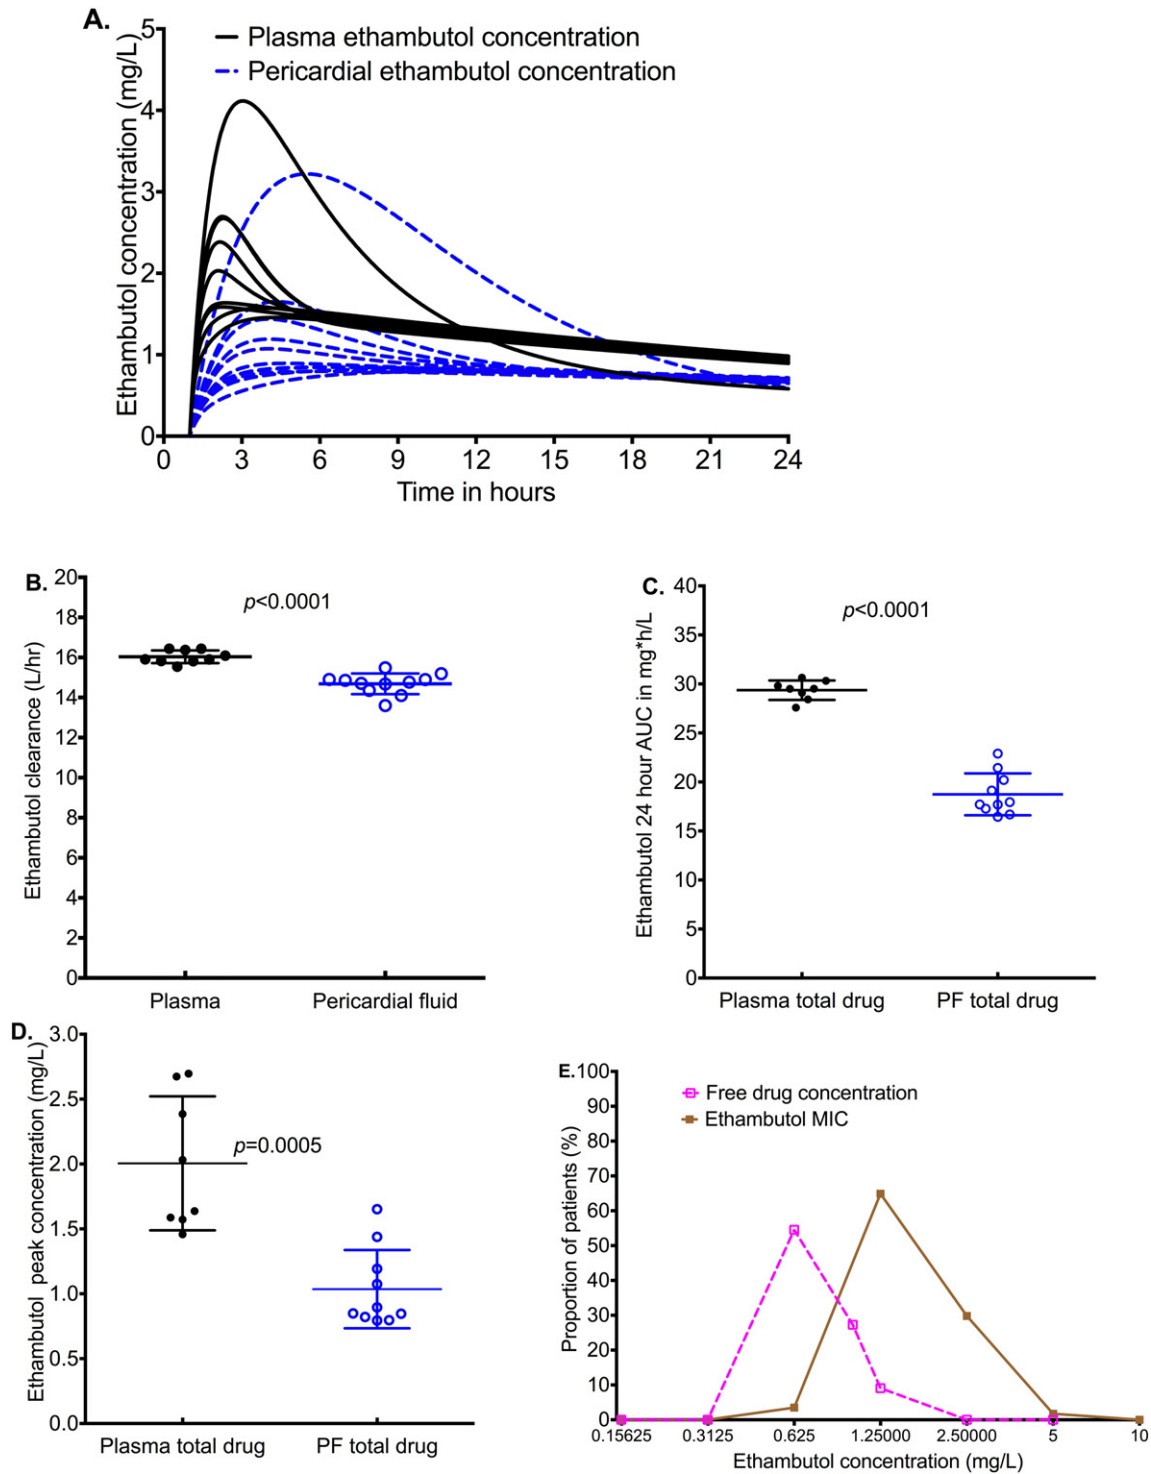 A.
Plasma ethambutol concentration
Pericardial ethambutol concentration
Ethambutol concentration (mg/L)
5
4
3
2
1
0
0 3 6 9 12 15 18 21 24
Time in hours
B.
p<0.0001
Ethambutol clearance (L/hr)
20
18
16
14
12
10
8
6
4
2
0
Plasma Pericardial fluid
C.
p<0.0001
Ethambutol 24 hour AUC in mg*h/L
40
35
30
25
20
15
10
5
0
Plasma total drug PF total drug
D.
p=0.0005
Ethambutol peak concentration (mg/L)
3.0
2.5
2.0
1.5
1.0
0.5
0.0
Plasma total drug PF total drug
E.
Free drug concentration
Ethambutol MIC
Proportion of patients (%)
100
90
80
70
60
50
40
30
20
10
0
0.15625 0.3125 0.625 1.25000 2.50000 5 10
Ethambutol concentration (mg/L)